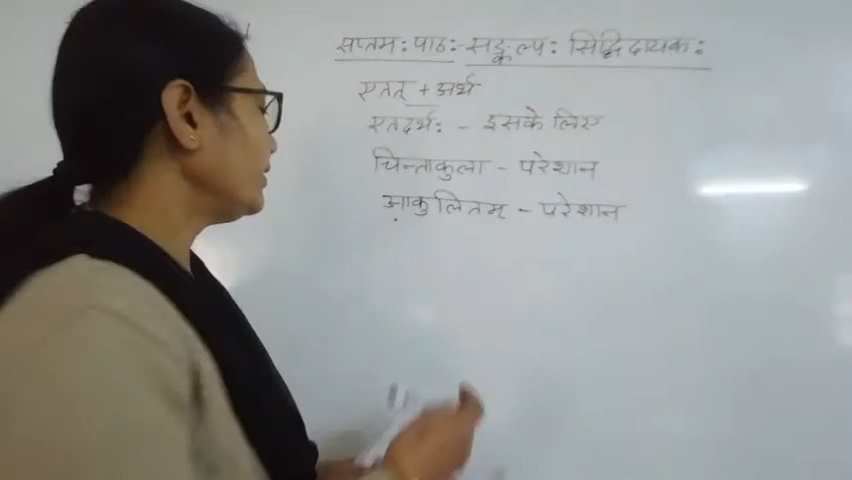 सप्तम: पाठ:- सङ्कल्प: सिद्धिदायक:
एतत् + अर्थ
एतदर्थ: - इसके लिए
चिन्ताकुला - परेशान
आकुलितम् - परेशान